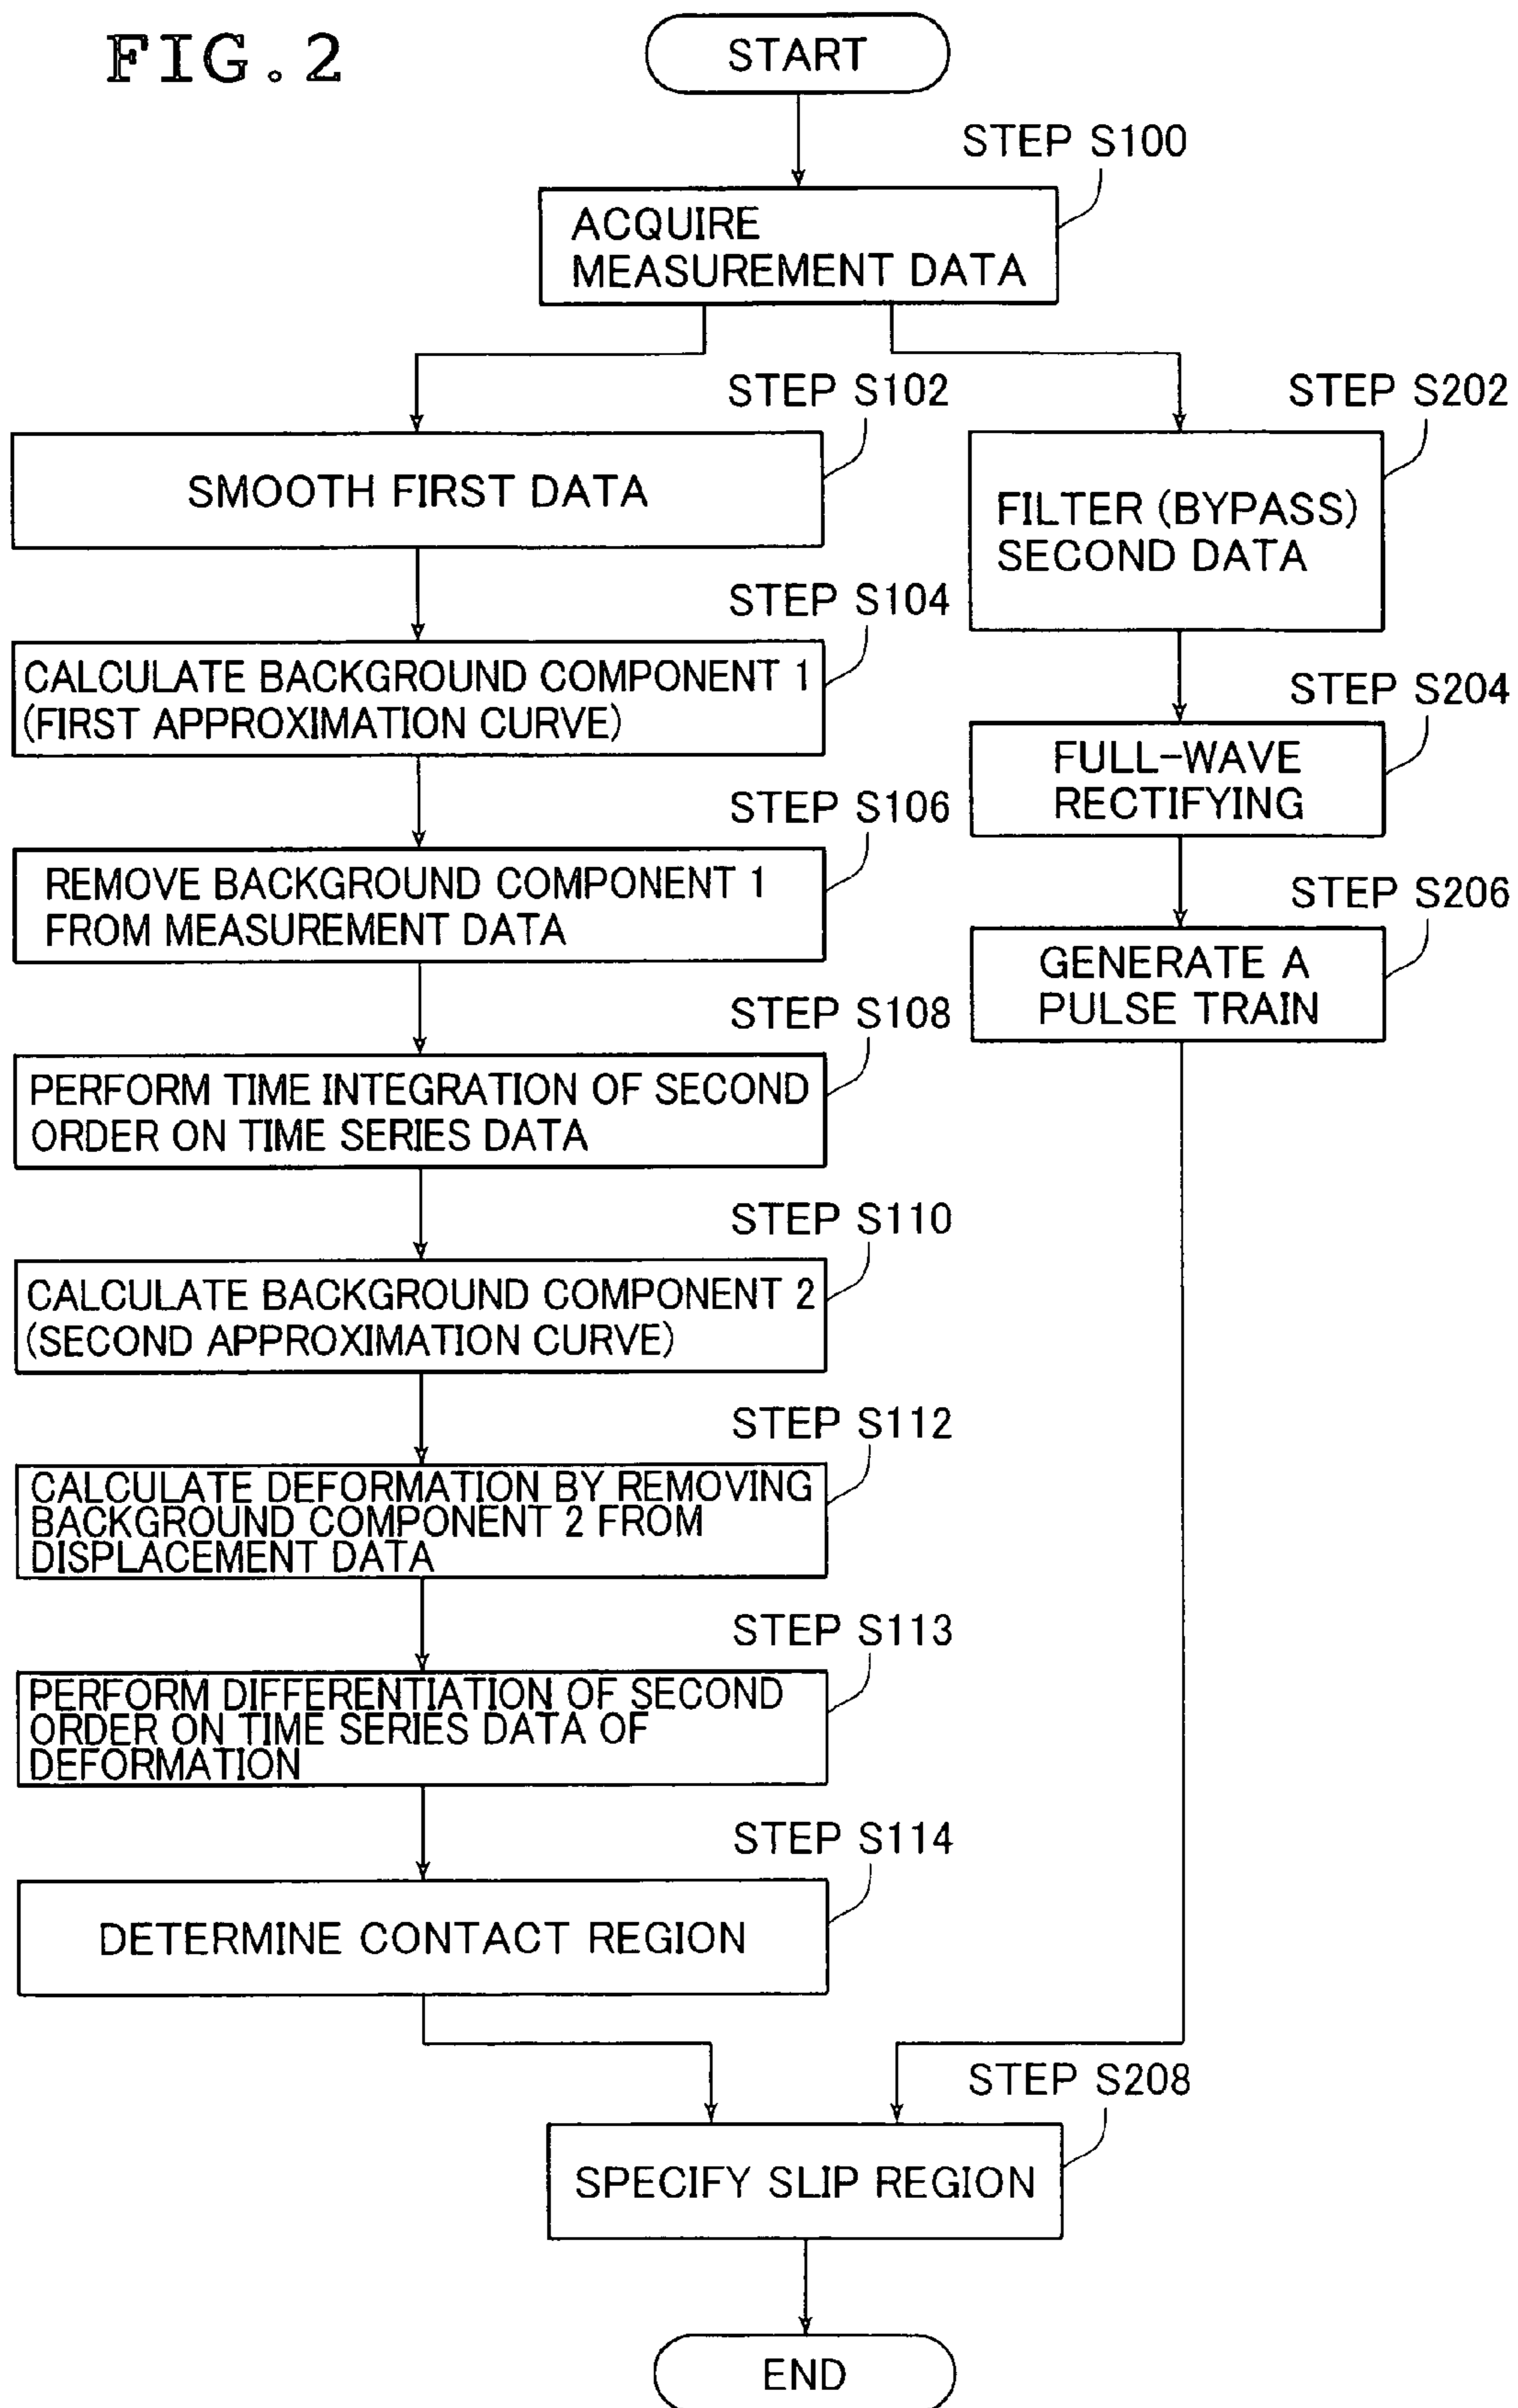 FIG.2
START
STEP S100
ACQUIRE
MEASUREMENT DATA
STEP S102
SMOOTH FIRST DATA
STEP S104
CALCULATE BACKGROUND COMPONENT 1
(FIRST APPROXIMATION CURVE)
STEP S106
REMOVE BACKGROUND COMPONENT 1
FROM MEASUREMENT DATA
STEP S108
PERFORM TIME INTEGRATION OF SECOND
ORDER ON TIME SERIES DATA
STEP S110
CALCULATE BACKGROUND COMPONENT 2
(SECOND APPROXIMATION CURVE)
STEP S112
CALCULATE DEFORMATION BY REMOVING
BACKGROUND COMPONENT 2 FROM
DISPLACEMENT DATA
STEP S113
PERFORM DIFFERENTIATION OF SECOND
ORDER ON TIME SERIES DATA OF
DEFORMATION
STEP S114
DETERMINE CONTACT REGION
STEP S202
FILTER (BYPASS)
SECOND DATA
STEP S204
FULL-WAVE
RECTIFYING
STEP S206
GENERATE A
PULSE TRAIN
STEP S208
SPECIFY SLIP REGION
END